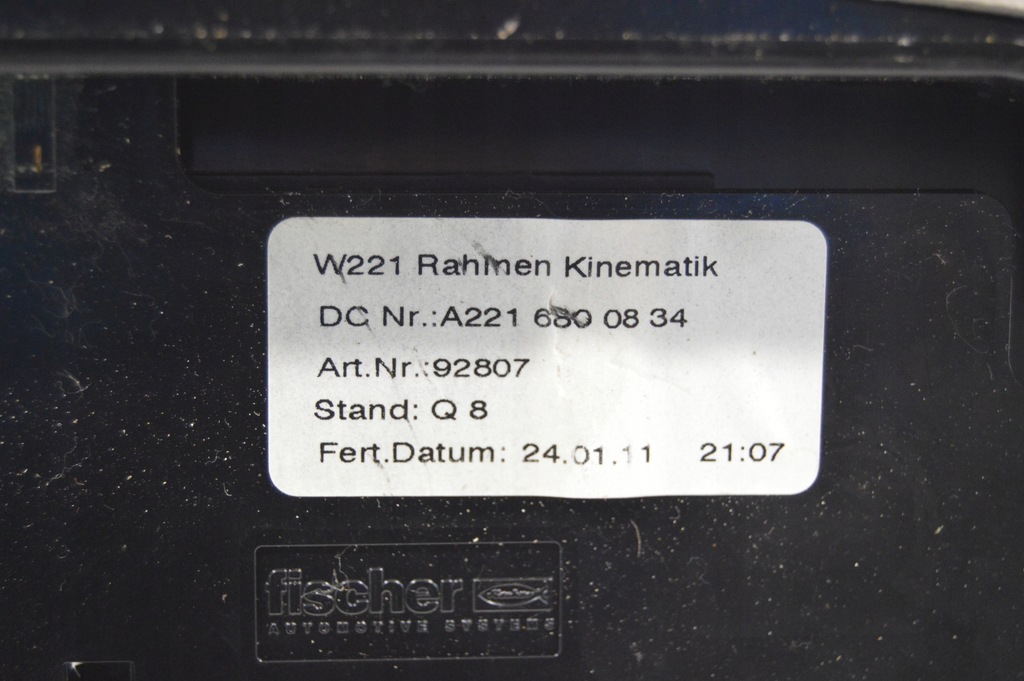 W221 Rahmen Kinematik
DC Nr.:A221 680 08 34
Art.Nr.:92807
Stand: Q 8
Fert.Datum: 24.01.11 21:07
fischer
AUTOMOTIVE SYSTEMS